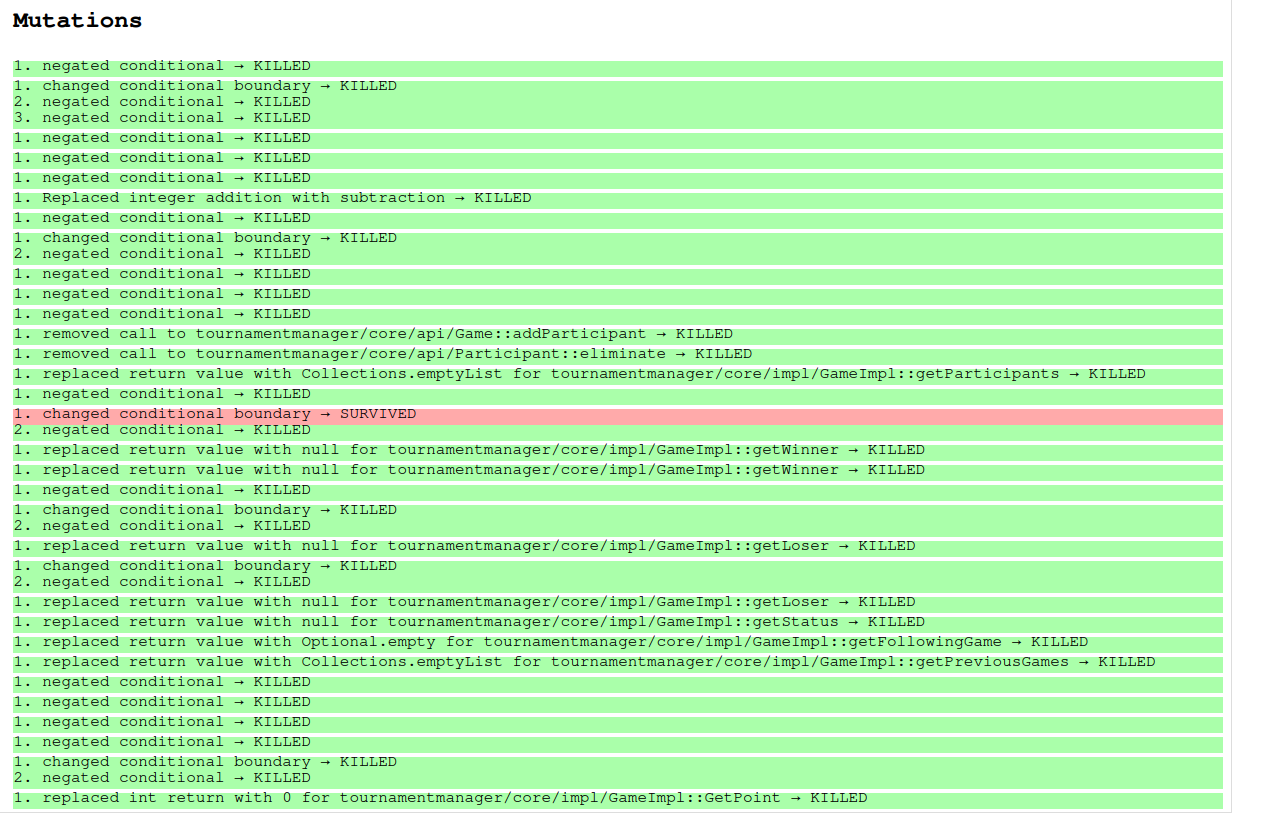 Mutations
1. negated conditional → KILLED
1. changed conditional boundary → KILLED
2. negated conditional → KILLED
3. negated conditional → KILLED
1. negated conditional → KILLED
1. negated conditional → KILLED
1. negated conditional → KILLED
1. Replaced integer addition with subtraction → KILLED
1. negated conditional → KILLED
1. changed conditional boundary → KILLED
2. negated conditional → KILLED
1. negated conditional → KILLED
1. negated conditional → KILLED
1. negated conditional → KILLED
1. removed call to tournamentmanager/core/api/Game::addParticipant → KILLED
1. removed call to tournamentmanager/core/api/Participant::eliminate → KILLED
1. replaced return value with Collections.emptyList for tournamentmanager/core/impl/GameImpl::getParticipants → KILLED
1. negated conditional → KILLED
1. changed conditional boundary → SURVIVED
2. negated conditional → KILLED
1. replaced return value with null for tournamentmanager/core/impl/GameImpl::getWinner → KILLED
1. replaced return value with null for tournamentmanager/core/impl/GameImpl::getWinner → KILLED
1. negated conditional → KILLED
1. changed conditional boundary → KILLED
2. negated conditional → KILLED
1. replaced return value with null for tournamentmanager/core/impl/GameImpl::getLoser → KILLED
1. changed conditional boundary → KILLED
2. negated conditional → KILLED
1. replaced return value with null for tournamentmanager/core/impl/GameImpl::getLoser → KILLED
1. replaced return value with null for tournamentmanager/core/impl/GameImpl::getStatus → KILLED
1. replaced return value with Optional.empty for tournamentmanager/core/impl/GameImpl::getFollowingGame → KILLED
1. replaced return value with Collections.emptyList for tournamentmanager/core/impl/GameImpl::getPreviousGames → KILLED
1. negated conditional → KILLED
1. negated conditional → KILLED
1. negated conditional → KILLED
1. negated conditional → KILLED
1. changed conditional boundary → KILLED
2. negated conditional → KILLED
1. replaced int return with 0 for tournamentmanager/core/impl/GameImpl::GetPoint → KILLED